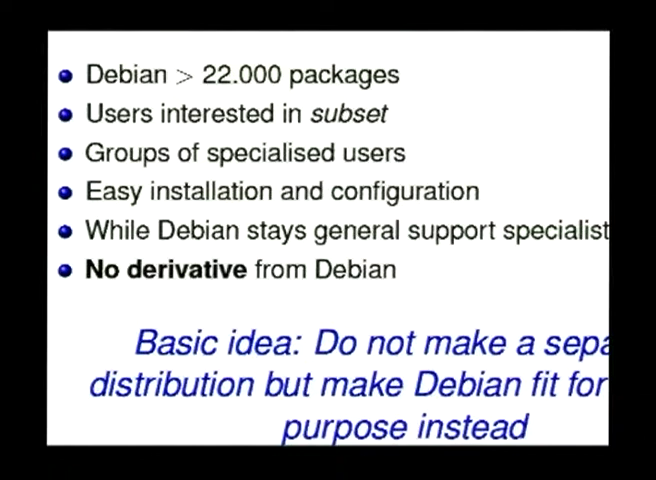 Debian > 22.000 packages
Users interested in subset
Groups of specialised users
Easy installation and configuration
While Debian stays general support specialist
No derivative from Debian
Basic idea: Do not make a sepa
distribution but make Debian fit for
purpose instead